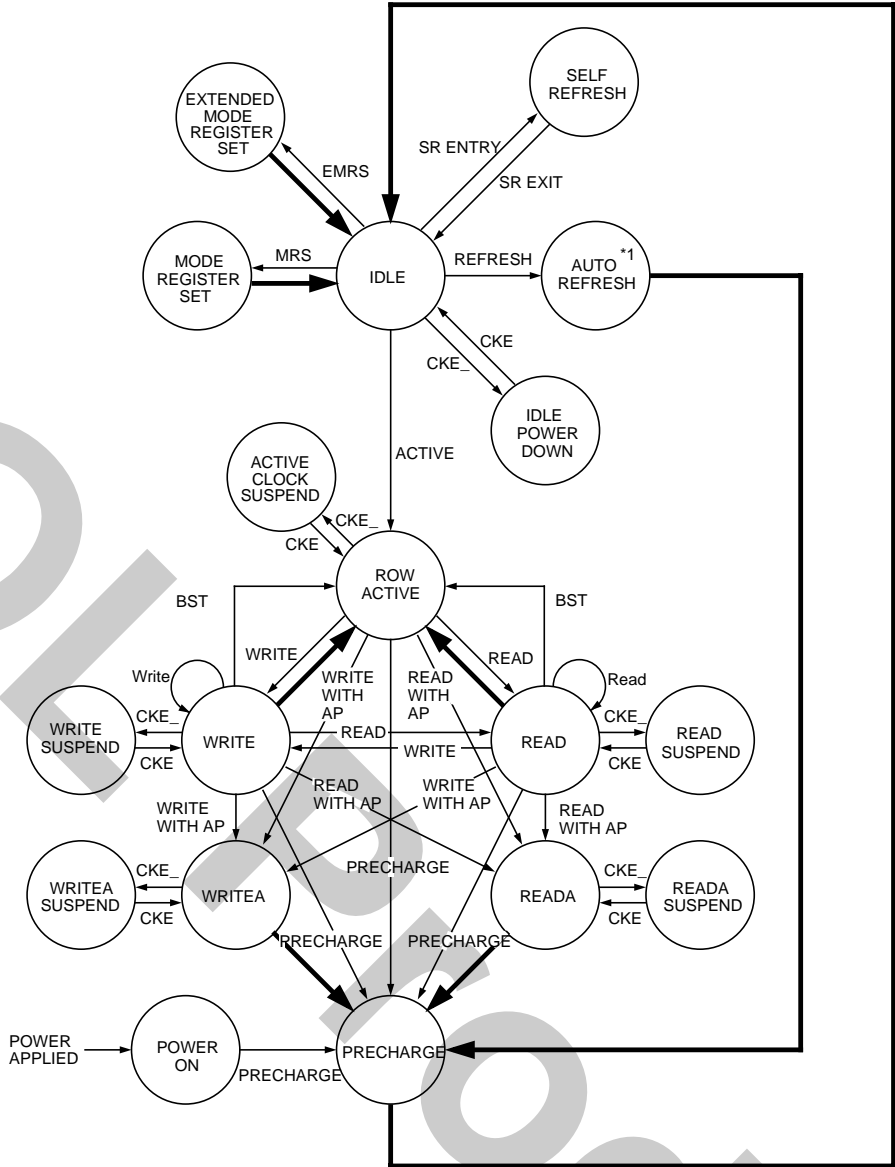 SELF
REFRESH
EXTENDED
MODE
REGISTER
SET
SR ENTRY
EMRS
SR EXIT
MODE
REGISTER
SET
MRS
IDLE
REFRESH
AUTO *1
REFRESH
CKE
CKE_
IDLE
POWER
DOWN
ACTIVE
ACTIVE
CLOCK
SUSPEND
CKE_
CKE
ROW
ACTIVE
BST
BST
WRITE
READ
Write
WRITE
WITH
AP
READ
WITH
AP
Read
WRITE
SUSPEND
CKE_
CKE
WRITE
READ
WRITE
READ
CKE_
CKE
READ
SUSPEND
WRITE
WITH AP
READ
WITH AP
WRITE
WITH AP
READ
WITH AP
WRITEA
SUSPEND
CKE_
CKE
WRITEA
PRECHARGE
READA
CKE_
CKE
READA
SUSPEND
PRECHARGE
PRECHARGE
POWER
APPLIED
POWER
ON
PRECHARGE
PRECHARGE